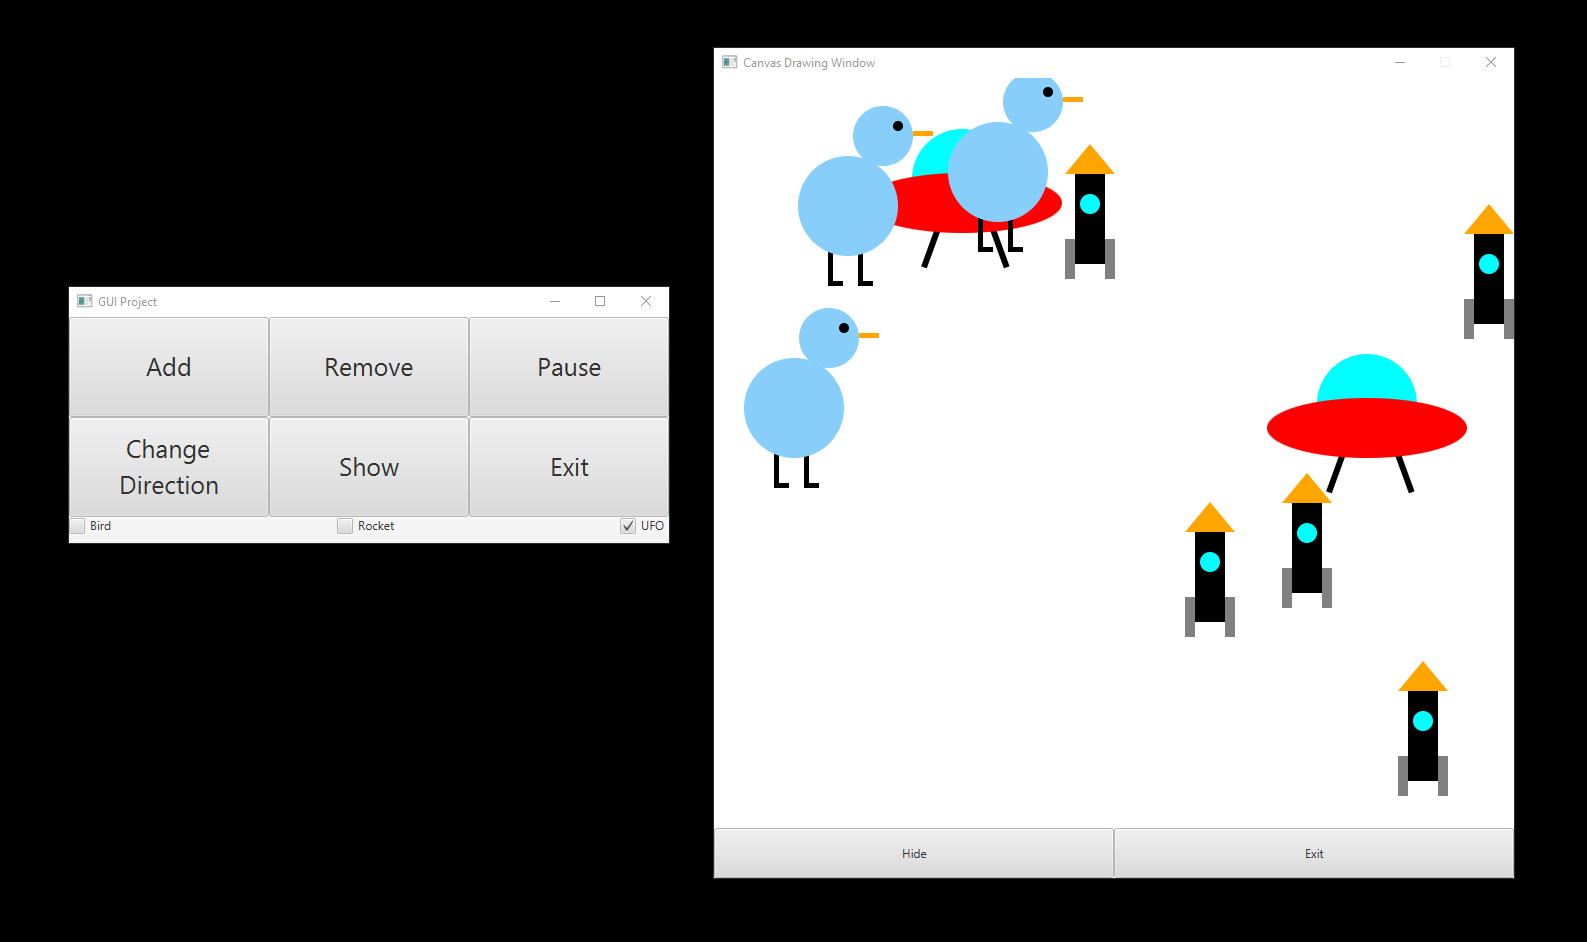 GUI Project
Add
Remove
Pause
Change
Direction
Show
Exit
Bird
Rocket
UFO
Canvas Drawing Window
Hide
Exit